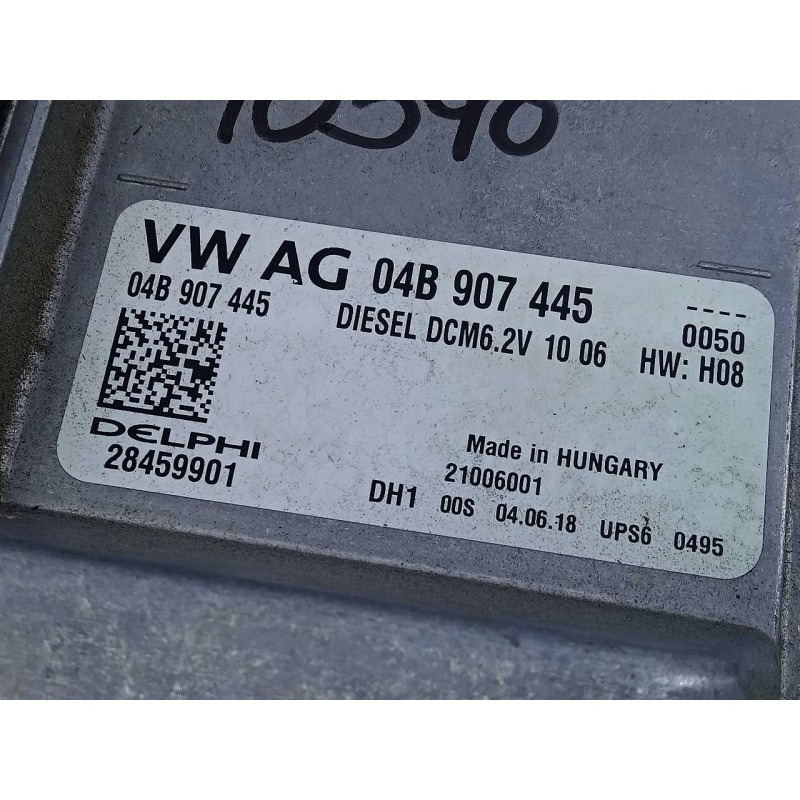 10390
VW AG 04B 907 445 ----
04B 907 445 DIESEL DCM6.2V 10 06 0050
HW: H08
DELPHI
28459901
Made in HUNGARY
21006001
DH1 00S 04.06.18 UPS6 0495